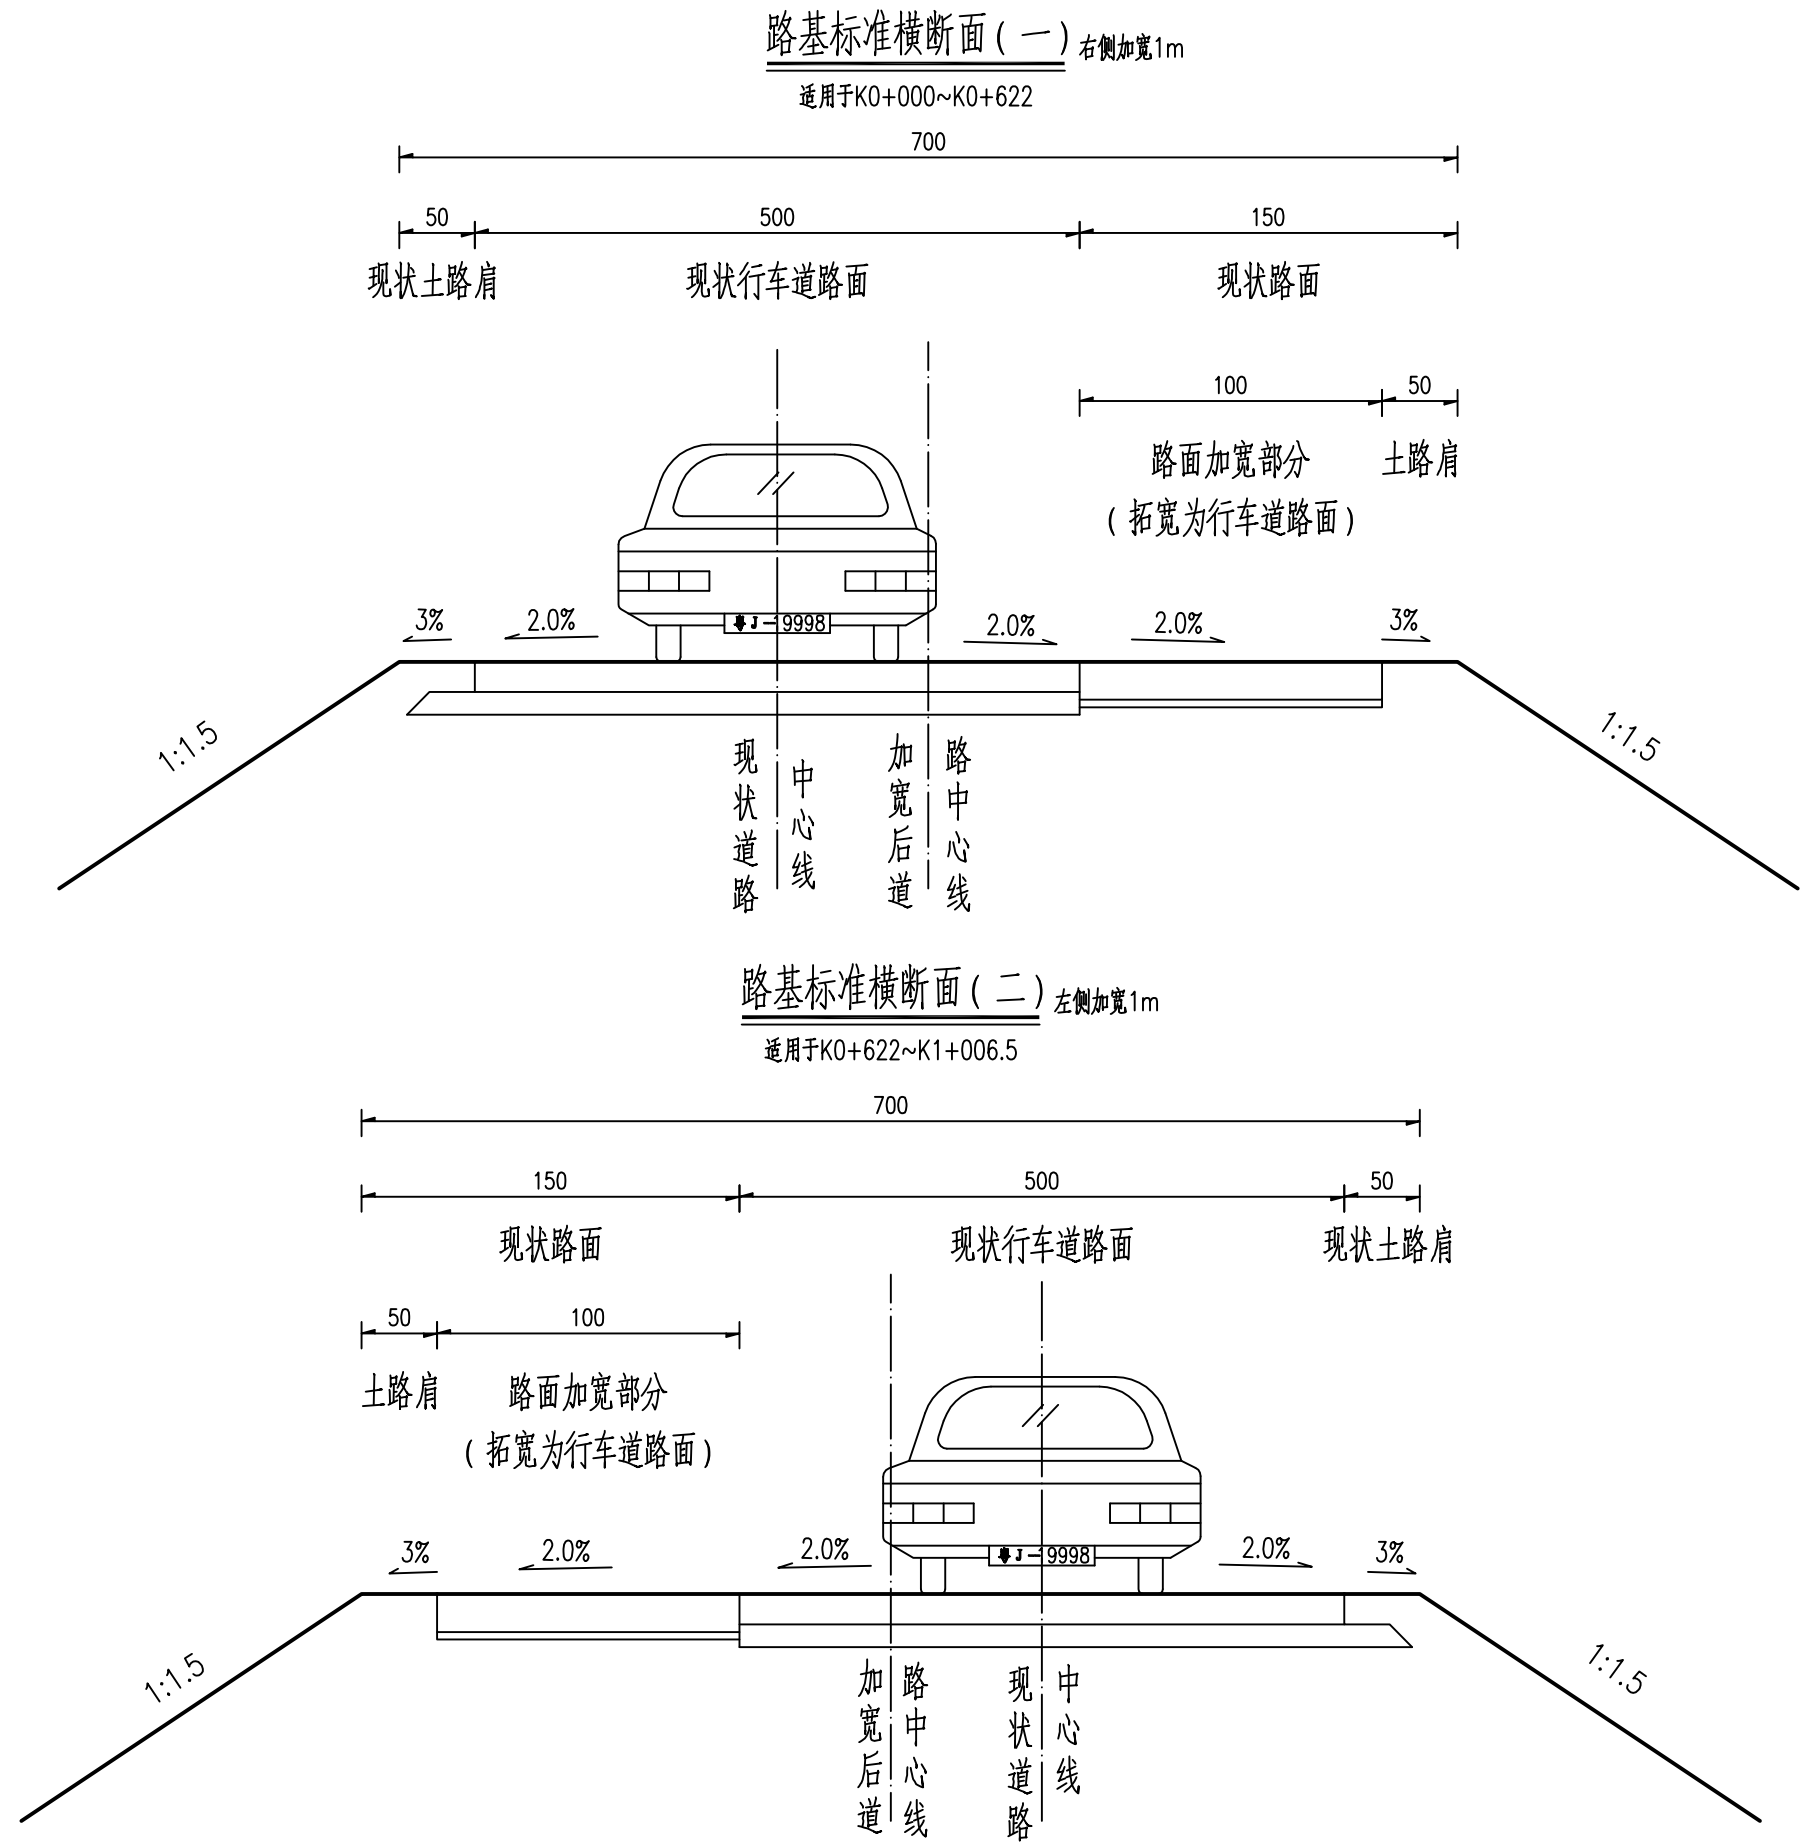 路基标准横断面(一) 右侧加宽1m
适用于K0+000~K0+622
700
50 500 150
现状土路肩 现状行车道路面 现状路面
100 50
路面加宽部分 土路肩
(拓宽为行车道路面)
3% 2.0% 粤J-19998 2.0% 2.0% 3%
1:1.5 1:1.5
现状道路
中心线
加宽后道
路中心线
路基标准横断面(二) 左侧加宽1m
适用于K0+622~K1+006.5
700
150 500 50
现状路面 现状行车道路面 现状土路肩
50 100
土路肩 路面加宽部分
(拓宽为行车道路面)
3% 2.0% 2.0% 粤J-19998 2.0% 3%
1:1.5 1:1.5
加宽后道
路中心线
现状道路
中心线